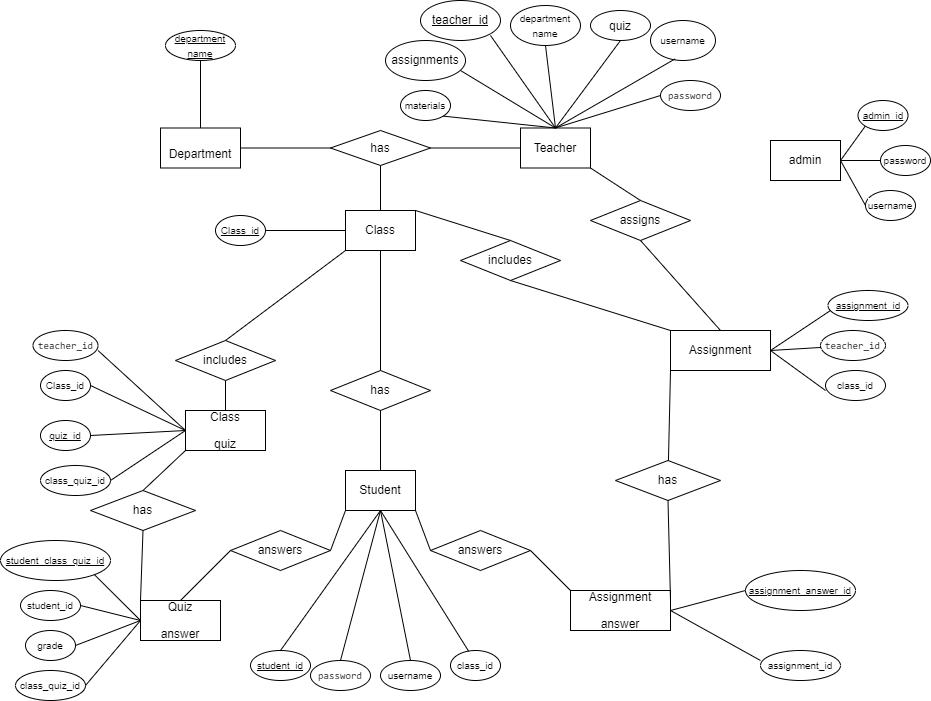 teacher_id
department
name
quiz
username
department
name
assignments
password
materials
admin_id
Department
has
Teacher
admin
password
username
Class_id
Class
assigns
includes
assignment_id
teacher_id
includes
Assignment
teacher_id
Class_id
has
class_id
Class
quiz
quiz_id
class_quiz_id
has
Student
has
student_class_quiz_id
answers
answers
student_id
Quiz
answer
Assignment
answer
assignment_answer_id
grade
class_quiz_id
student_id
password
username
class_id
assignment_id